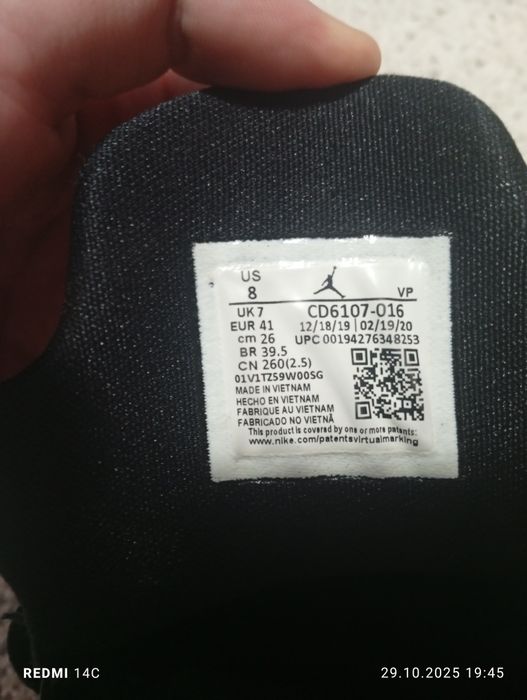 US
8
VP
UK 7
CD6107-016
EUR 41
12/18/19 | 02/19/20
cm 26
UPC 00194276348253
BR 39.5
CN 260(2.5)
01V1TZ59W00SG
MADE IN VIETNAM
HECHO EN VIETNAM
FABRIQUE AU VIETNAM
FABRICADO NO VIETNÃ
This product is covered by one or more patents:
www.nike.com/patentsvirtualmarking
REDMI 14C
29.10.2025 19:45